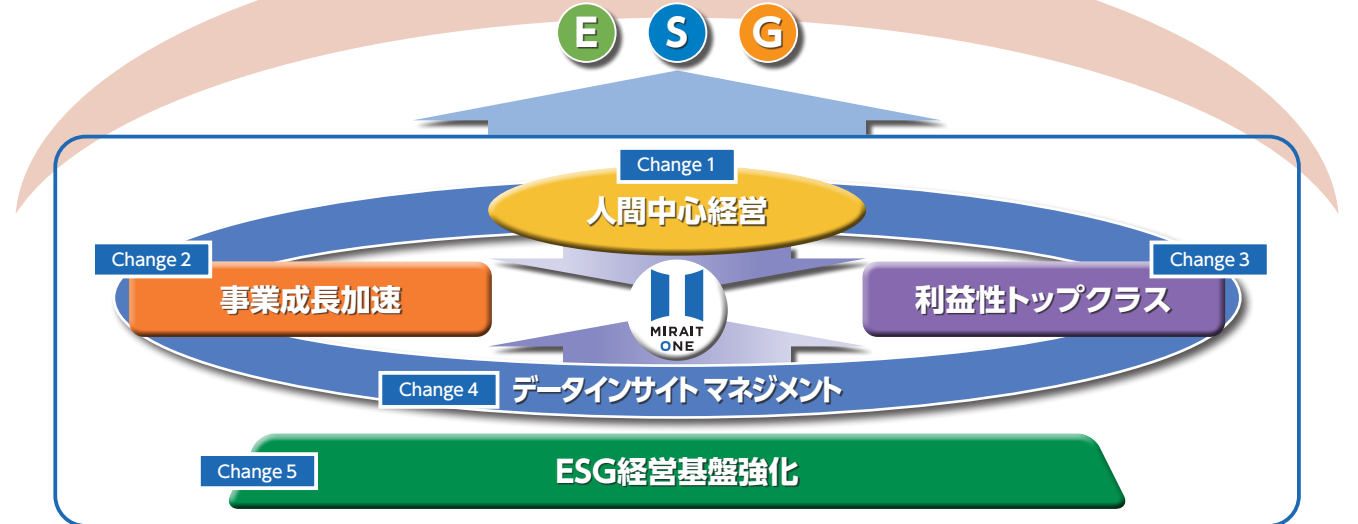 E S G
Change 1
人間中心経営
Change 2
事業成長加速
Change 3
利益性トップクラス
MIRAIT
ONE
Change 4
データインサイト マネジメント
Change 5
ESG経営基盤強化